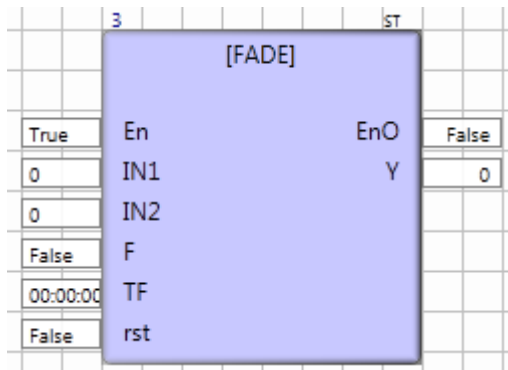 3 ST
[FADE]
True En EnO False
0 IN1 Y 0
0 IN2
False F
00:00:00 TF
False rst